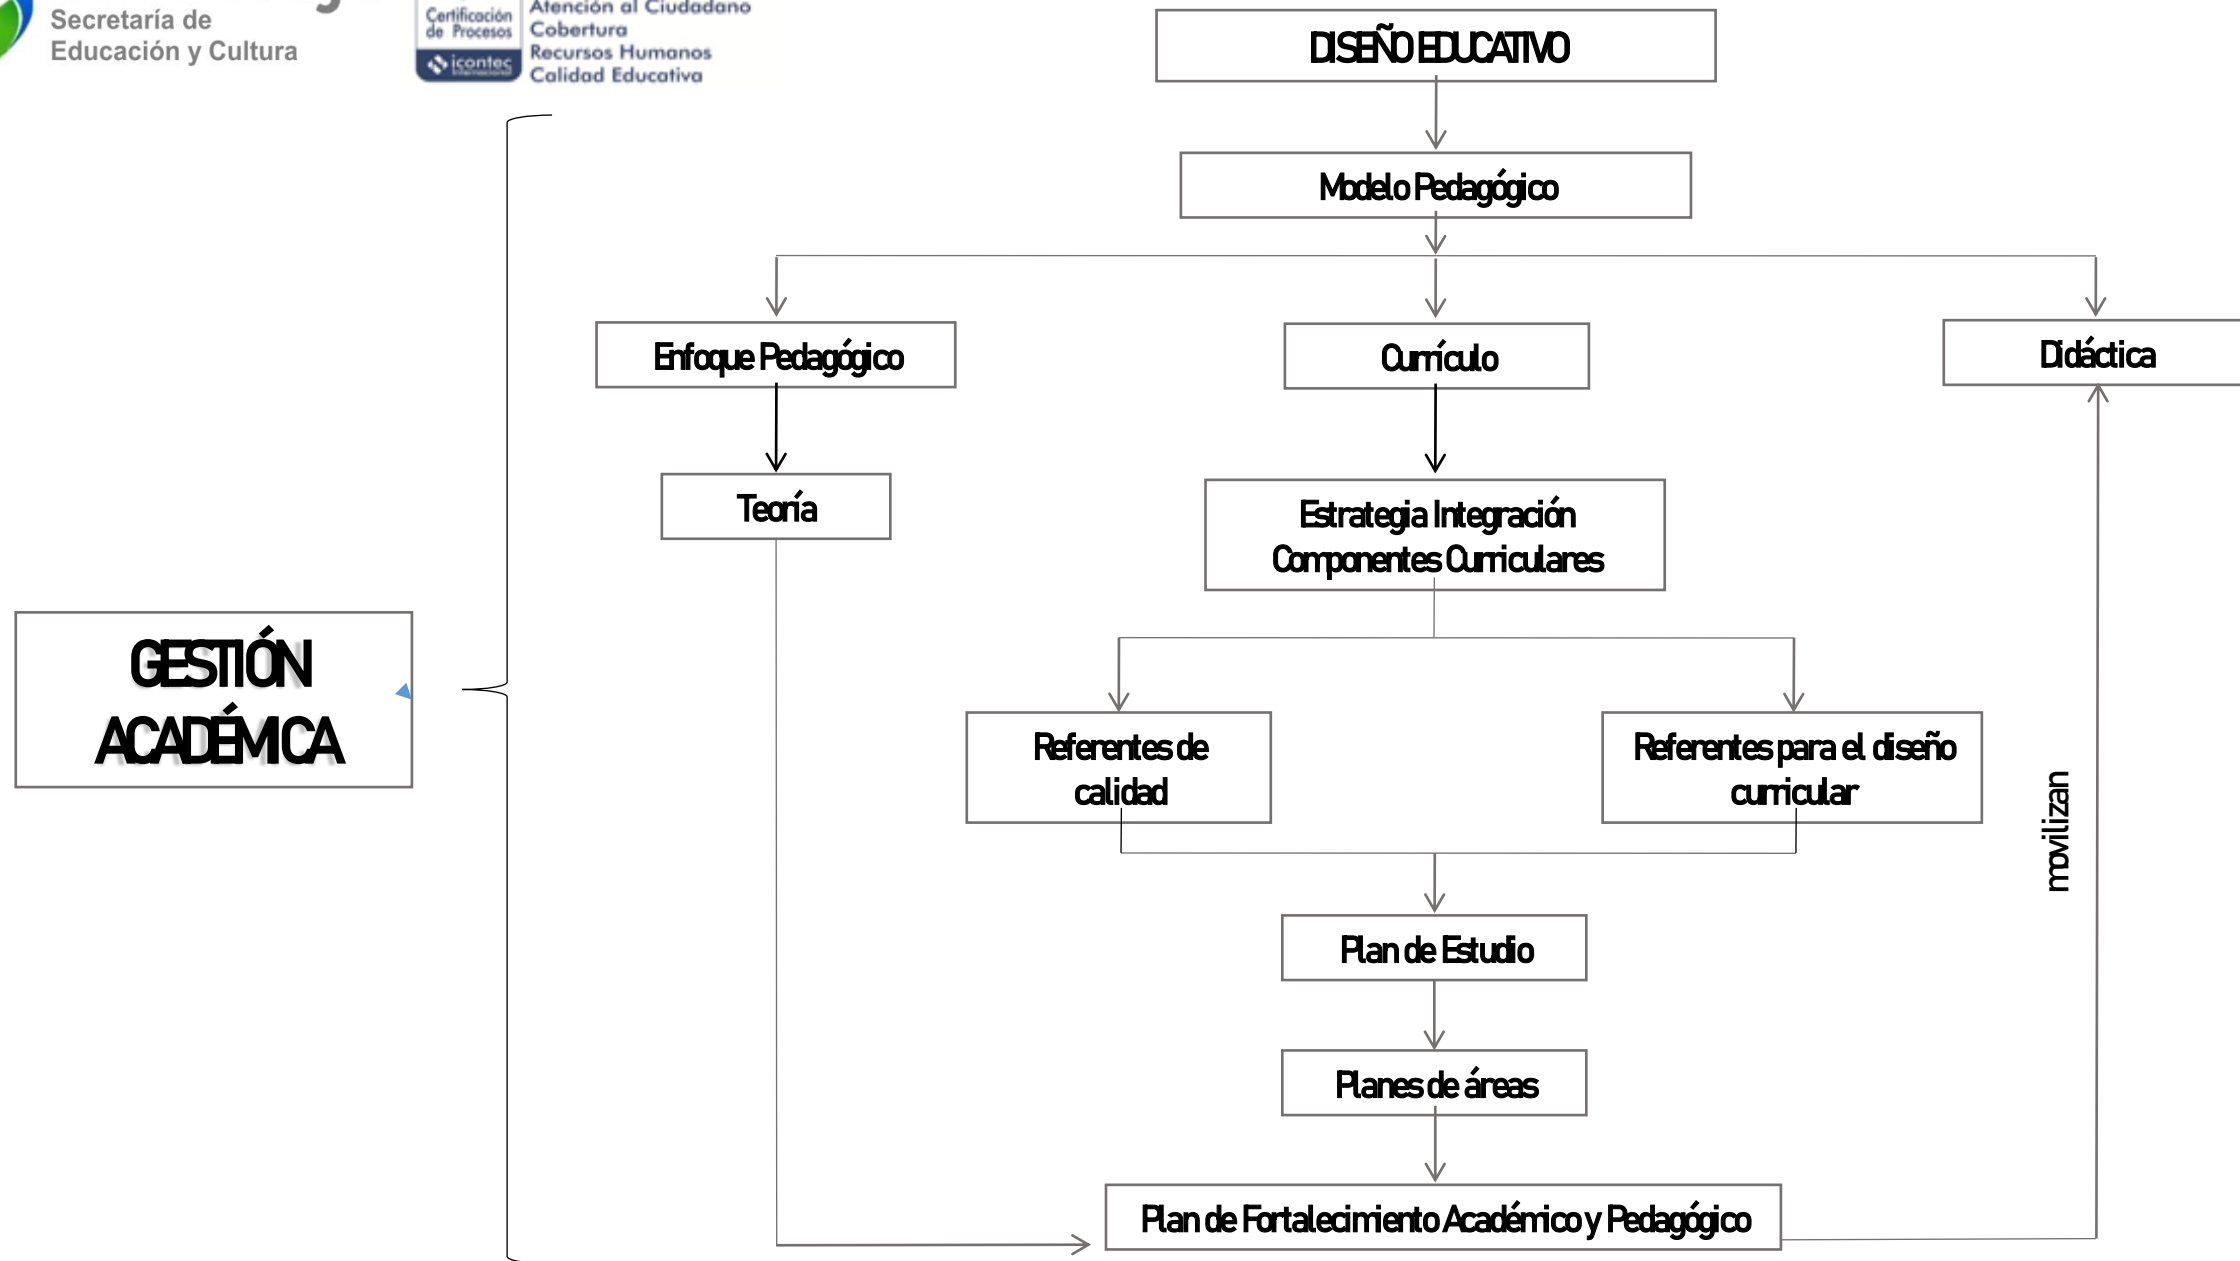 Secretaría de
Educación y Cultura
Certificación
de Procesos
icontec
internacional
Atención al Ciudadano
Cobertura
Recursos Humanos
Calidad Educativa
DISEÑO EDUCATIVO
Modelo Pedagógico
Enfoque Pedagógico
Currículo
Didáctica
Teoría
Estrategia Integración
Componentes Curriculares
GESTIÓN
ACADÉMICA
Referentes de
calidad
Referentes para el diseño
curricular
movilizan
Plan de Estudio
Planes de áreas
Plan de Fortalecimiento Académico y Pedagógico